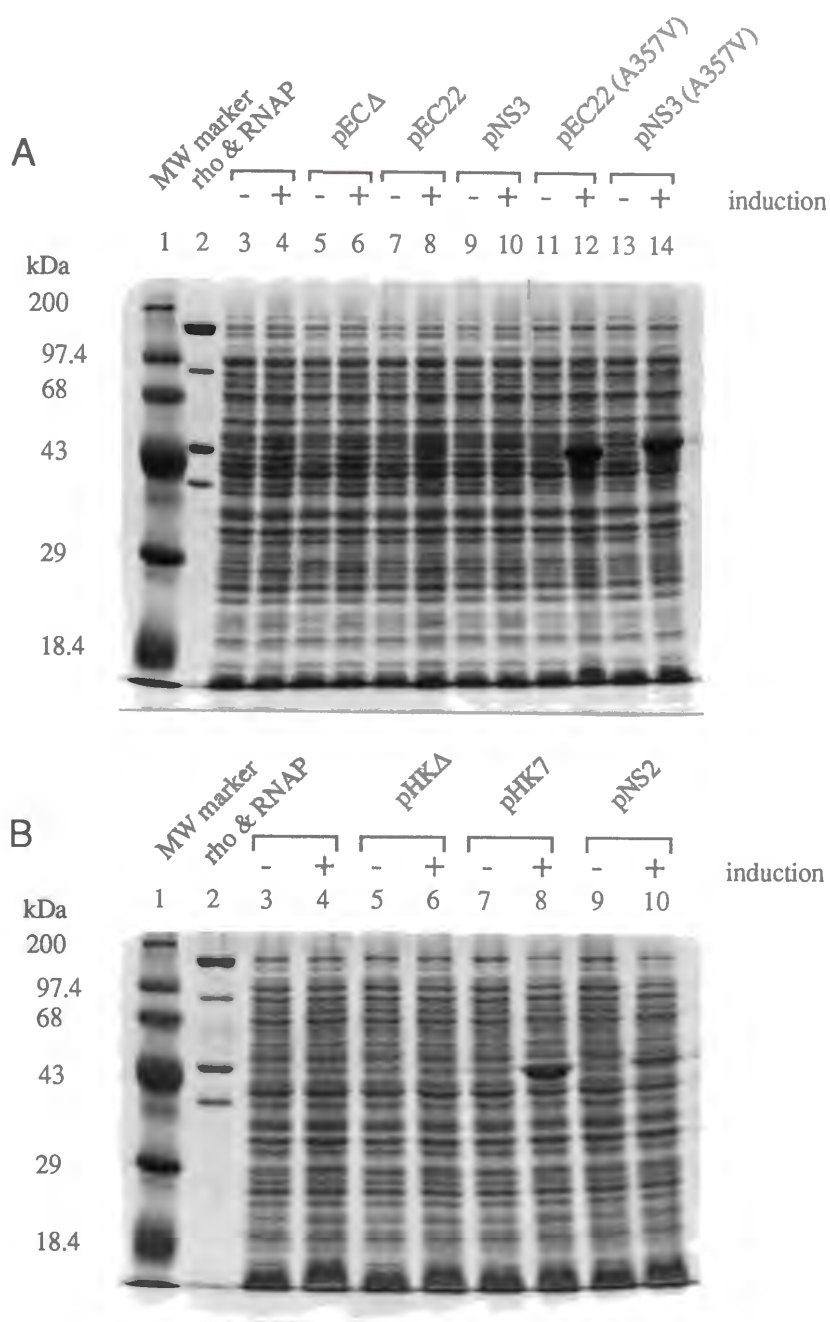 A
MW marker
rho & RNAP
pECΔ
pEC22
pNS3
pEC22 (A357V)
pNS3 (A357V)
- + - + - + - + - + - + induction
1 2 3 4 5 6 7 8 9 10 11 12 13 14
kDa
200
97.4
68
43
29
18.4
B
MW marker
rho & RNAP
pHKΔ
pHK7
pNS2
- + - + - + - + induction
1 2 3 4 5 6 7 8 9 10
kDa
200
97.4
68
43
29
18.4